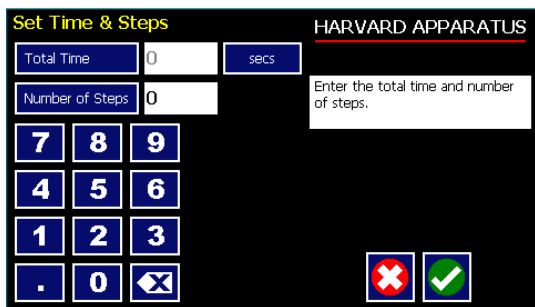 Set Time & Steps
HARVARD APPARATUS
Total Time 0 secs
Number of Steps 0
Enter the total time and number
of steps.
7 8 9
4 5 6
1 2 3
. 0